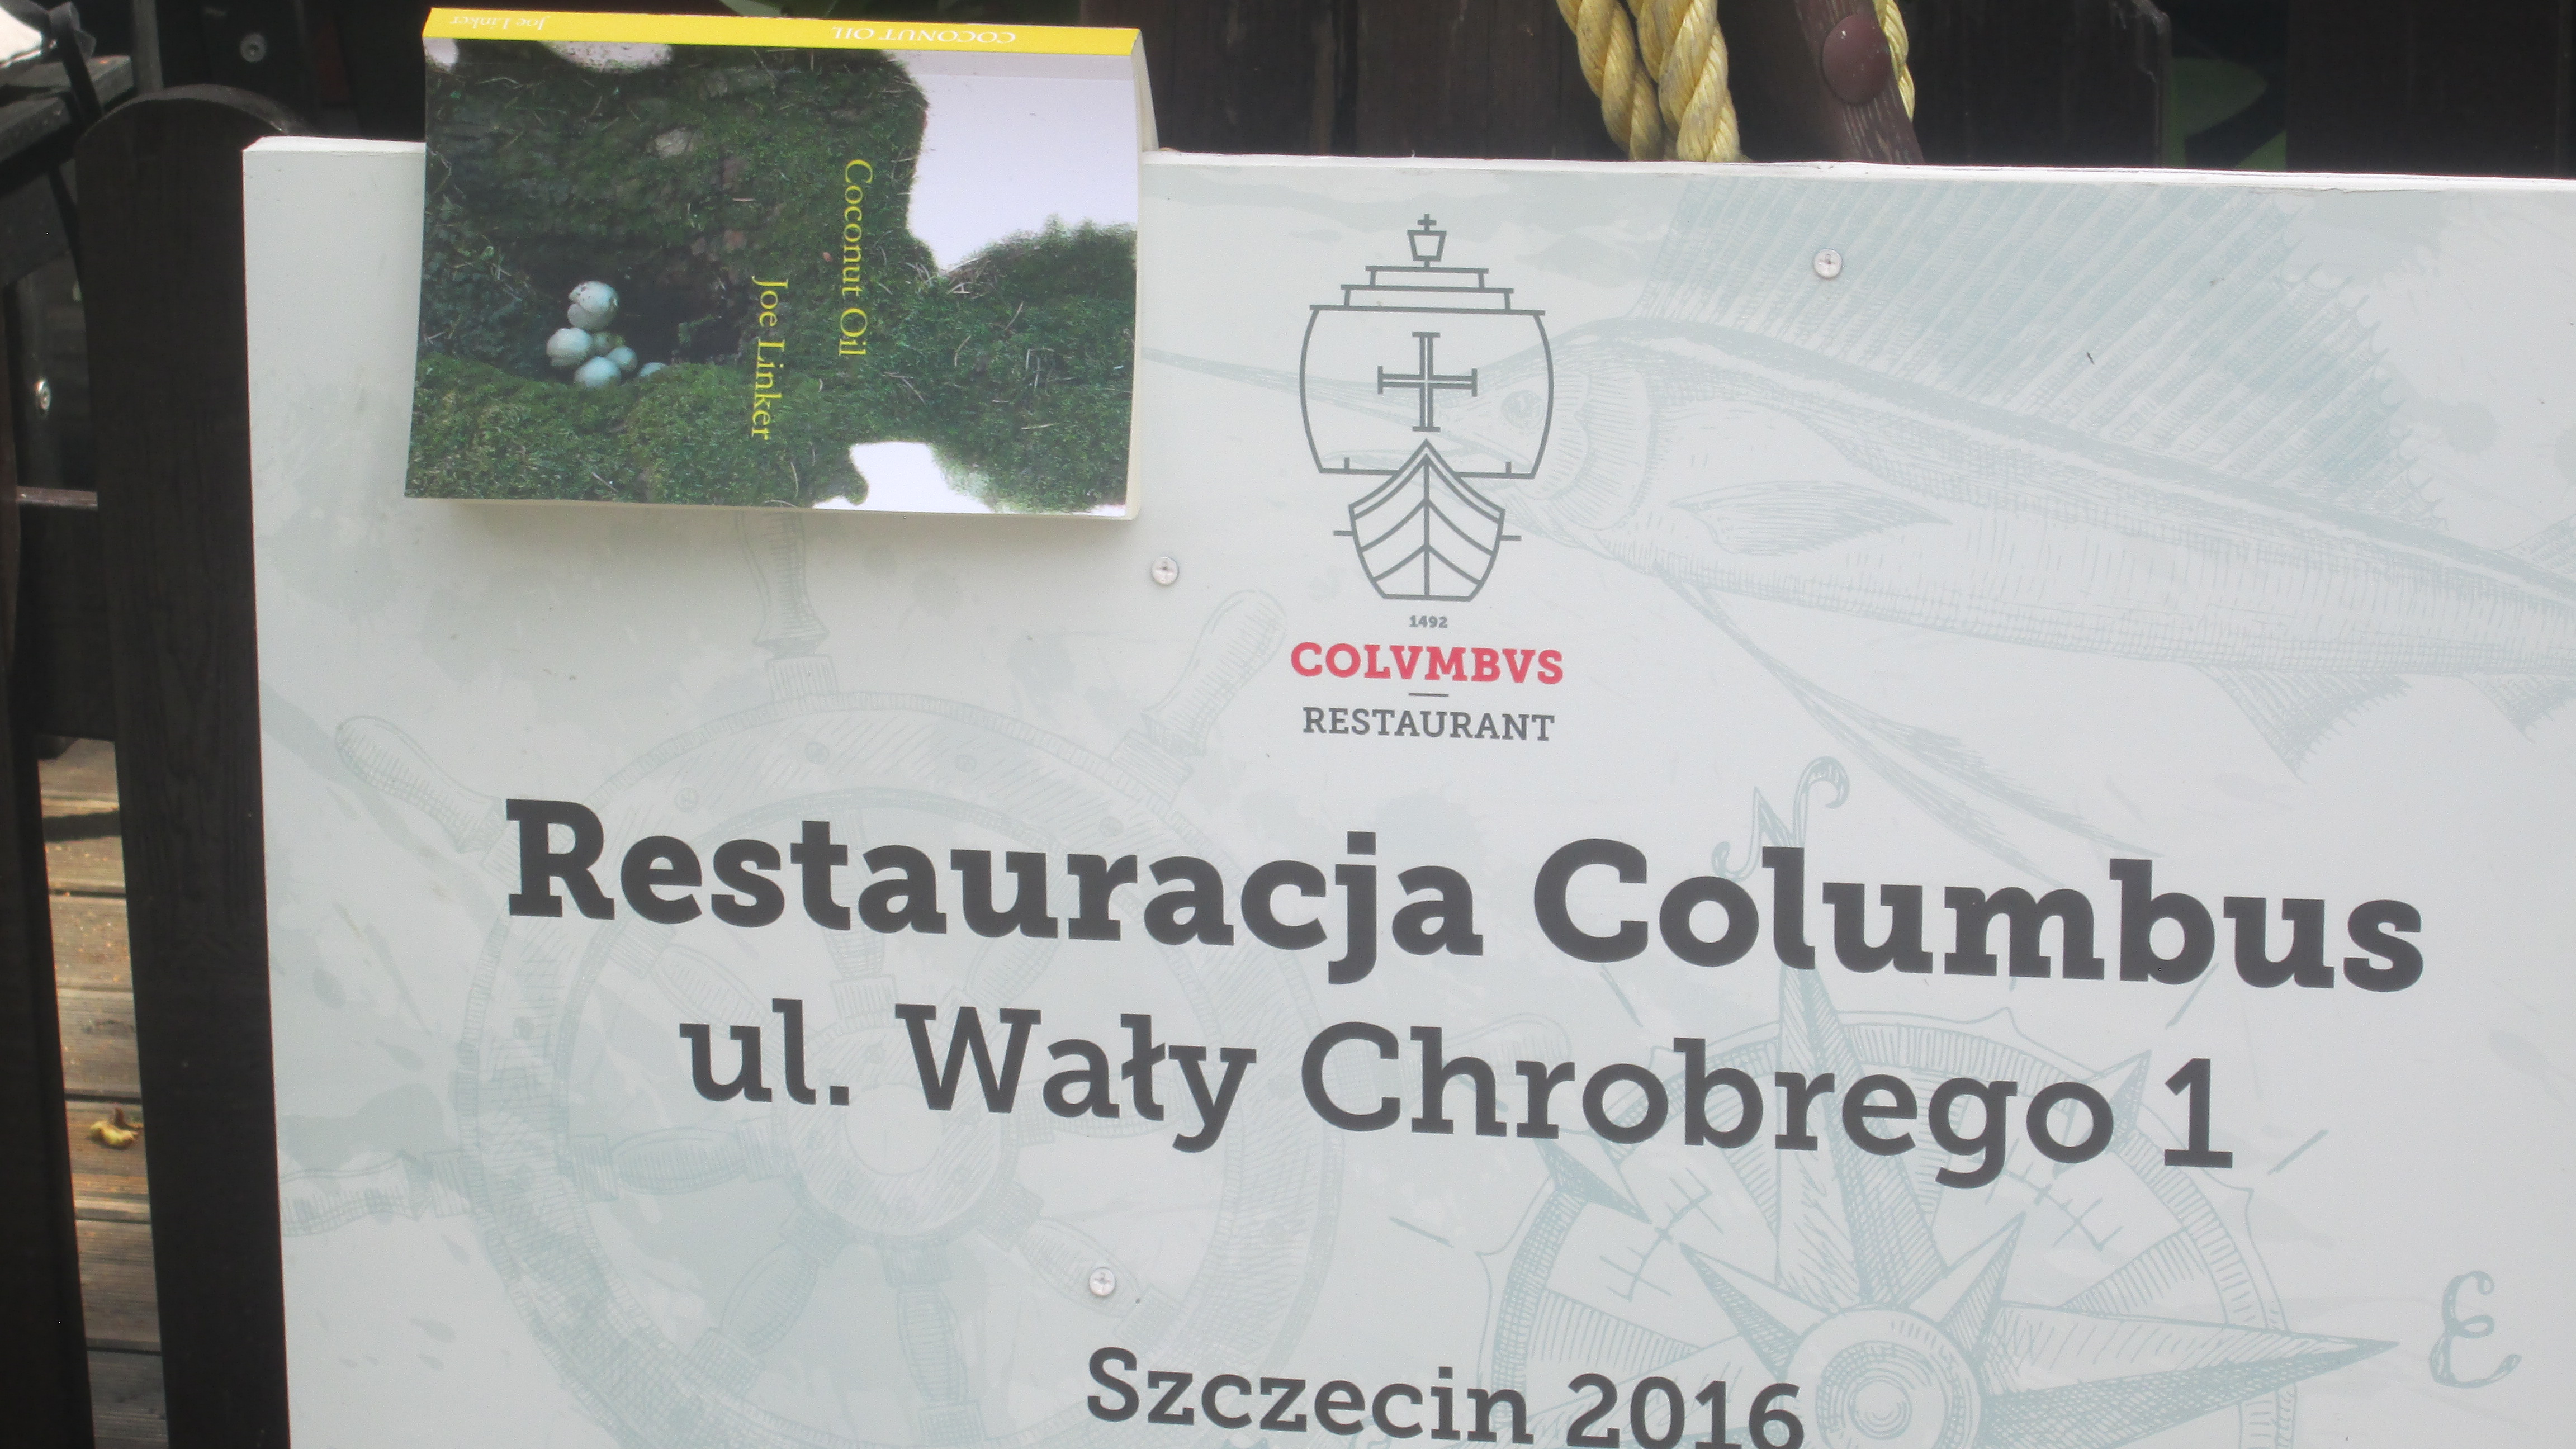 COCONUT OIL
Joe Linker
Coconut Oil
Joe Linker
1492
COLVMBVS
RESTAURANT
Restauracja Columbus
ul. Wały Chrobrego 1
Szczecin 2016
E